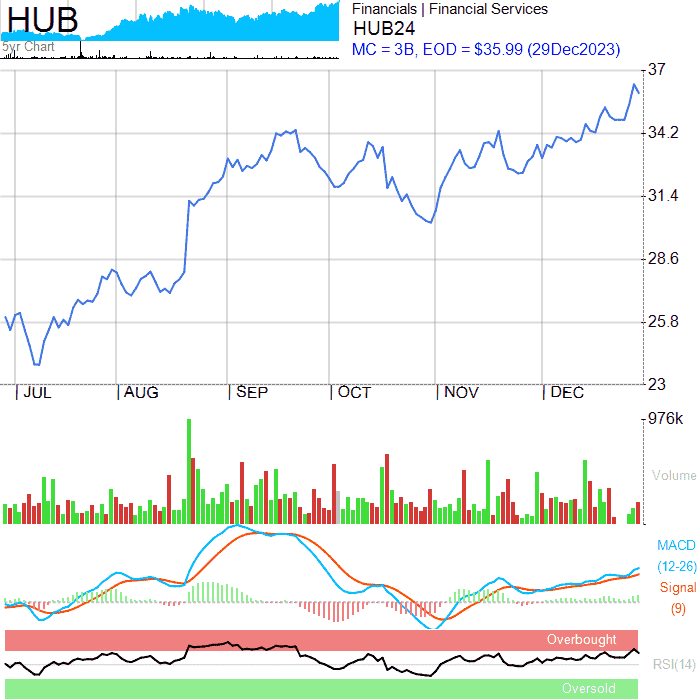 HUB
5yr Chart
Financials | Financial Services
HUB24
MC = 3B, EOD = $35.99 (29Dec2023)
37
34.2
31.4
28.6
25.8
23
| JUL | AUG | SEP | OCT | NOV | DEC
976k
Volume
MACD
(12-26)
Signal
(9)
Overbought
RSI(14)
Oversold